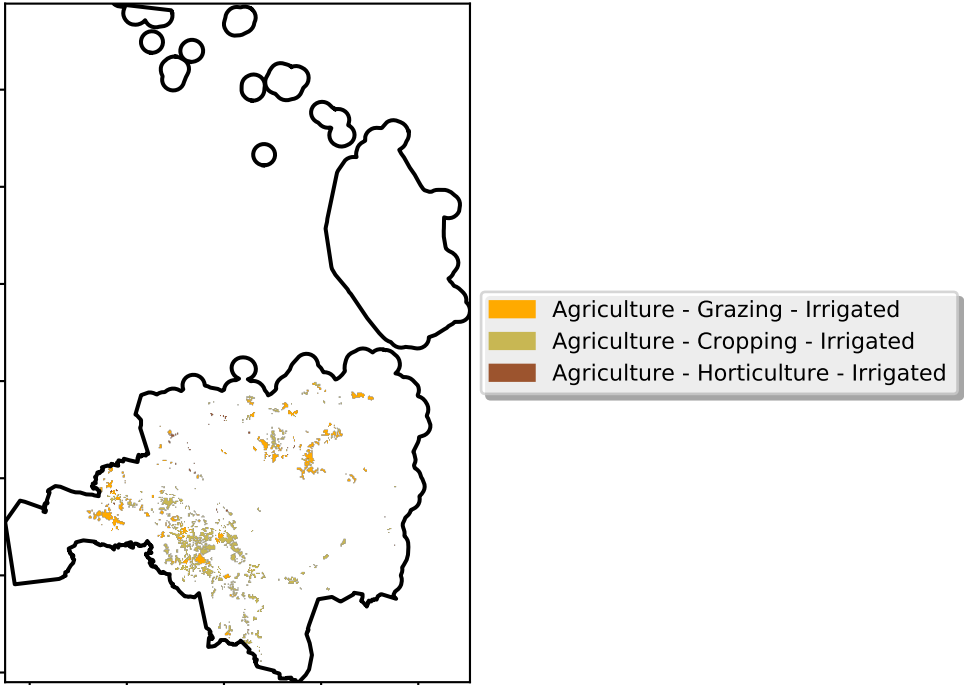 Agriculture - Grazing - Irrigated
Agriculture - Cropping - Irrigated
Agriculture - Horticulture - Irrigated